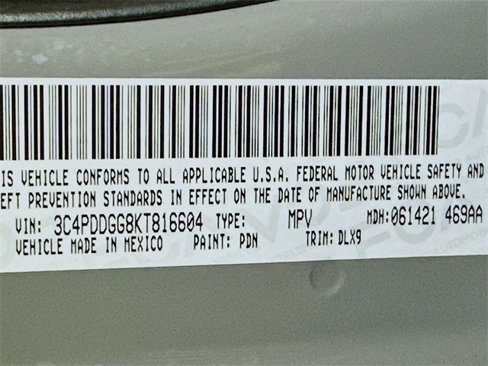 IS VEHICLE CONFORMS TO ALL APPLICABLE U.S.A. FEDERAL MOTOR VEHICLE SAFETY AND
EFT PREVENTION STANDARDS IN EFFECT ON THE DATE OF MANUFACTURE SHOWN ABOVE.
VIN: 3C4PDDGG8KT816604 TYPE: MPV MDH: 061421 469AA
VEHICLE MADE IN MEXICO PAINT: PDN TRIM: DLX9